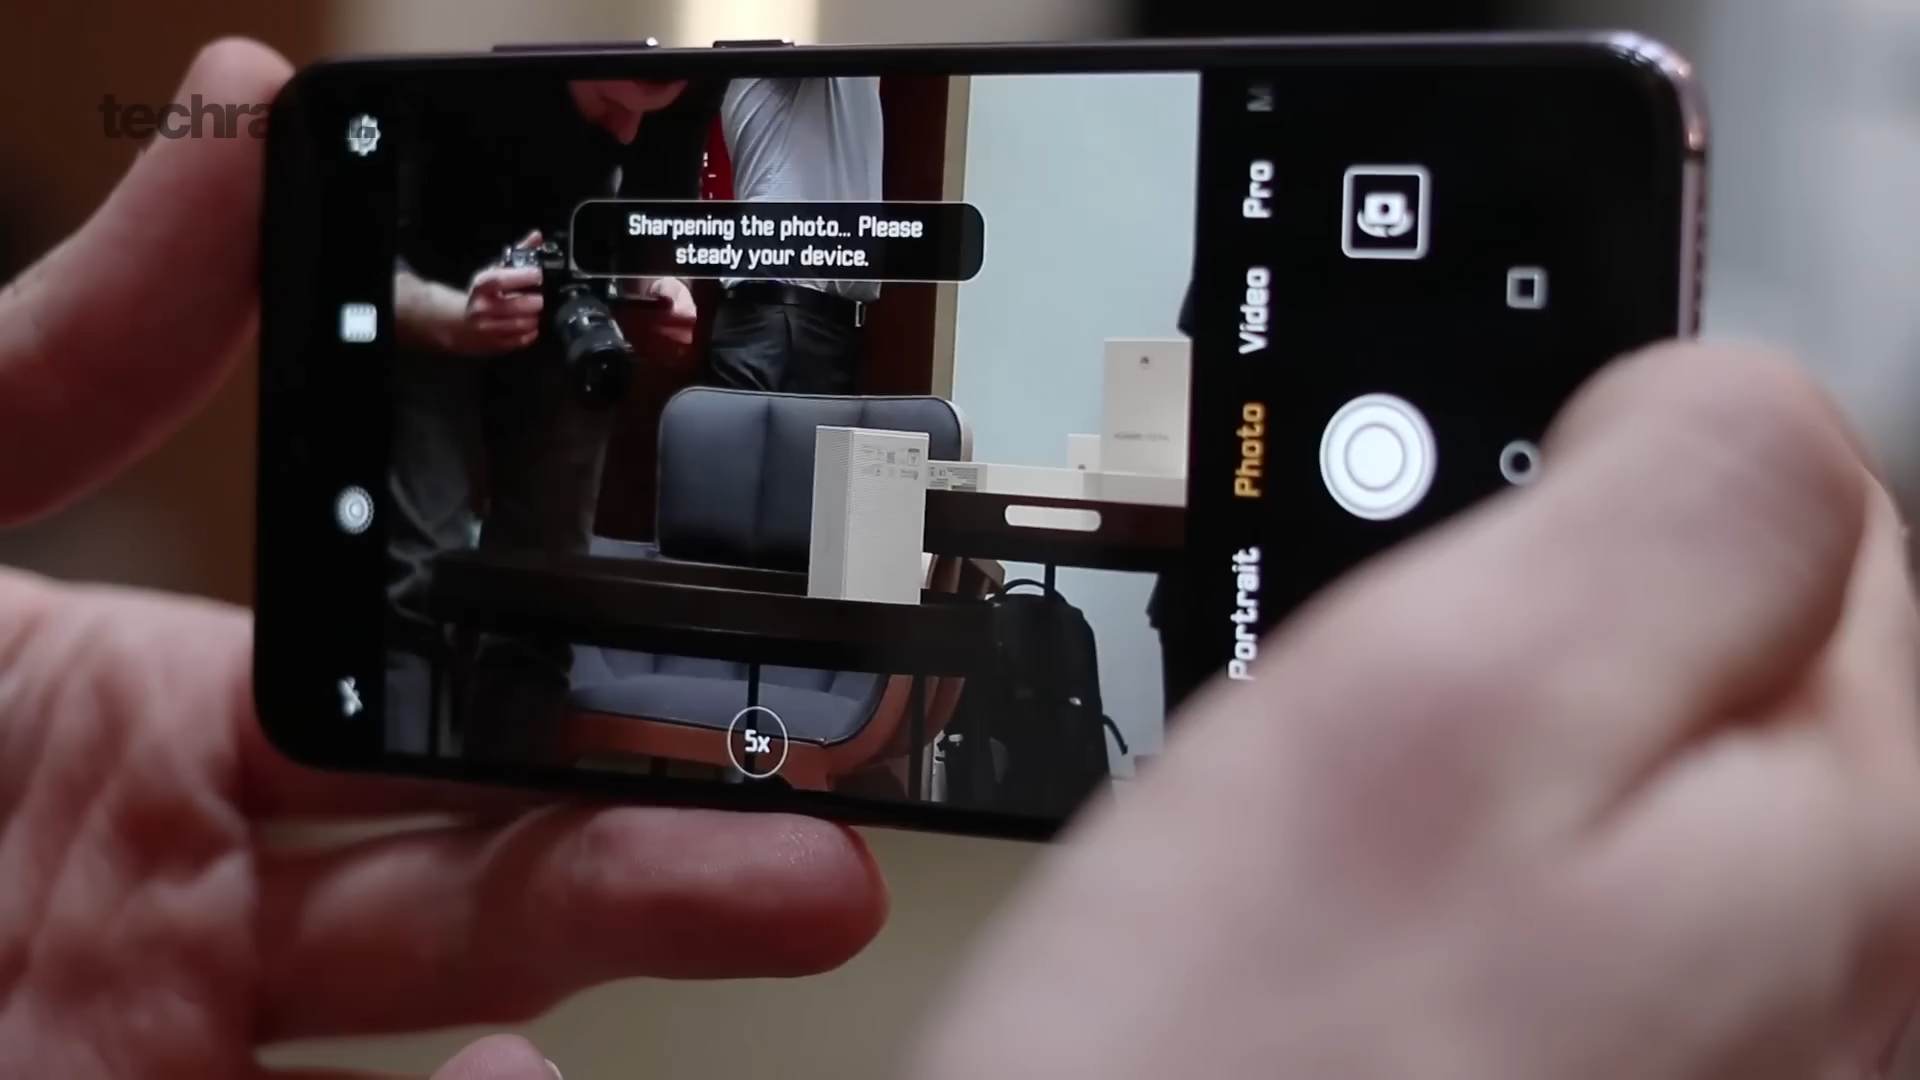 techra
Sharpening the photo... Please
steady your device.
Pro
Video
Photo
Portrait
5x